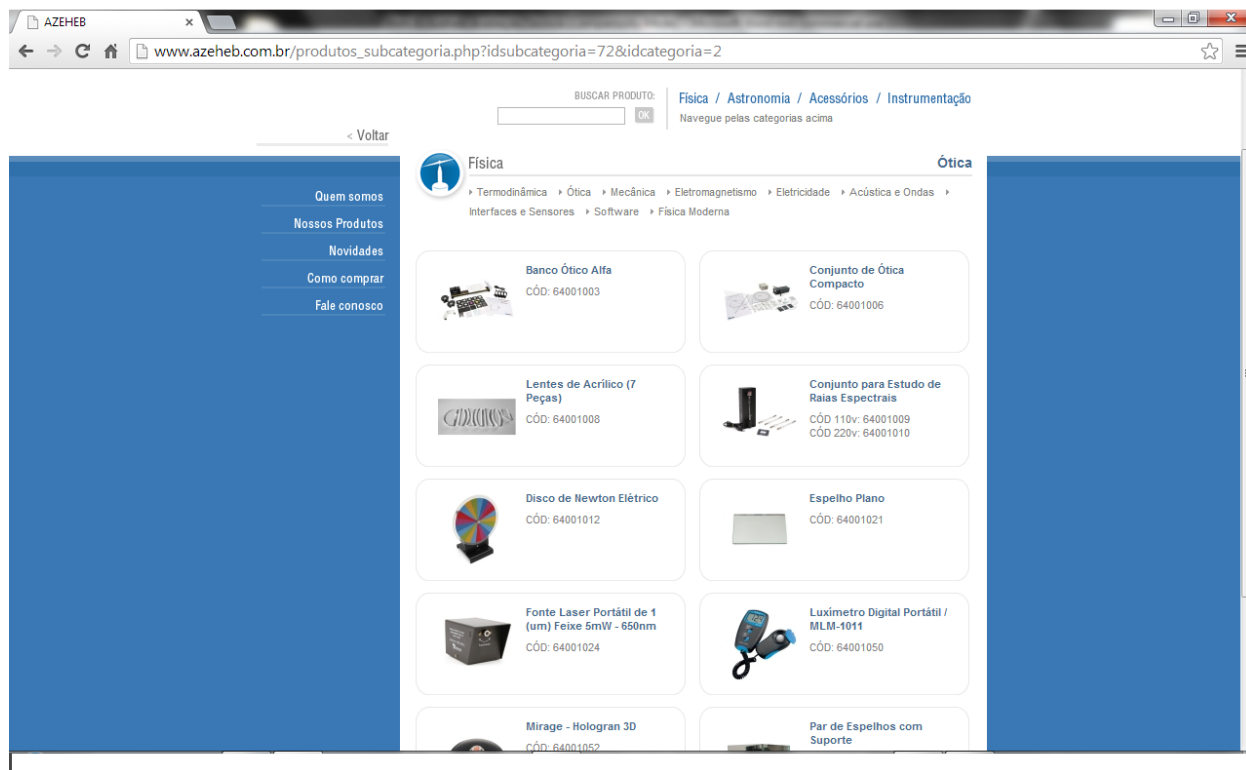 AZEHEB
www.azeheb.com.br/produtos_subcategoria.php?idsubcategoria=72&idcategoria=2
BUSCAR PRODUTO:
OK
Física / Astronomia / Acessórios / Instrumentação
Navegue pelas categorias acima
< Voltar
Física
Ótica
Termodinâmica Ótica Mecânica Eletromagnetismo Eletricidade Acústica e Ondas
Interfaces e Sensores Software Física Moderna
Quem somos
Nossos Produtos
Novidades
Como comprar
Fale conosco
Banco Ótico Alfa
CÓD: 64001003
Conjunto de Ótica
Compacto
CÓD: 64001006
Lentes de Acrílico (7
Peças)
CÓD: 64001008
Conjunto para Estudo de
Raias Espectrais
CÓD 110v: 64001009
CÓD 220v: 64001010
Disco de Newton Elétrico
CÓD: 64001012
Espelho Plano
CÓD: 64001021
Fonte Laser Portátil de 1
(um) Feixe 5mW - 650nm
CÓD: 64001024
Luxímetro Digital Portátil /
MLM-1011
CÓD: 64001050
Mirage - Hologran 3D
CÓD: 64001052
Par de Espelhos com
Suporte